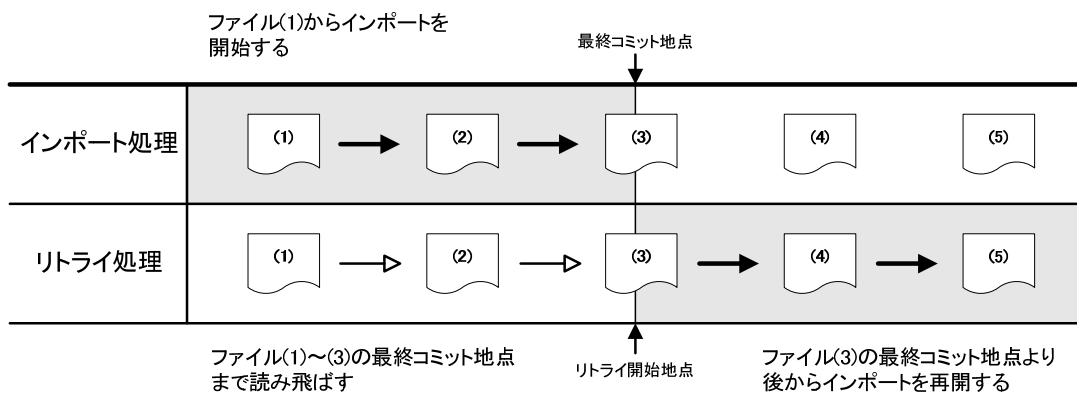 ファイル(1)からインポートを
開始する
最終コミット地点
インポート処理
(1)
(2)
(3)
(4)
(5)
リトライ処理
(1)
(2)
(3)
(4)
(5)
ファイル(1)～(3)の最終コミット地点
まで読み飛ばす
リトライ開始地点
ファイル(3)の最終コミット地点より
後からインポートを再開する